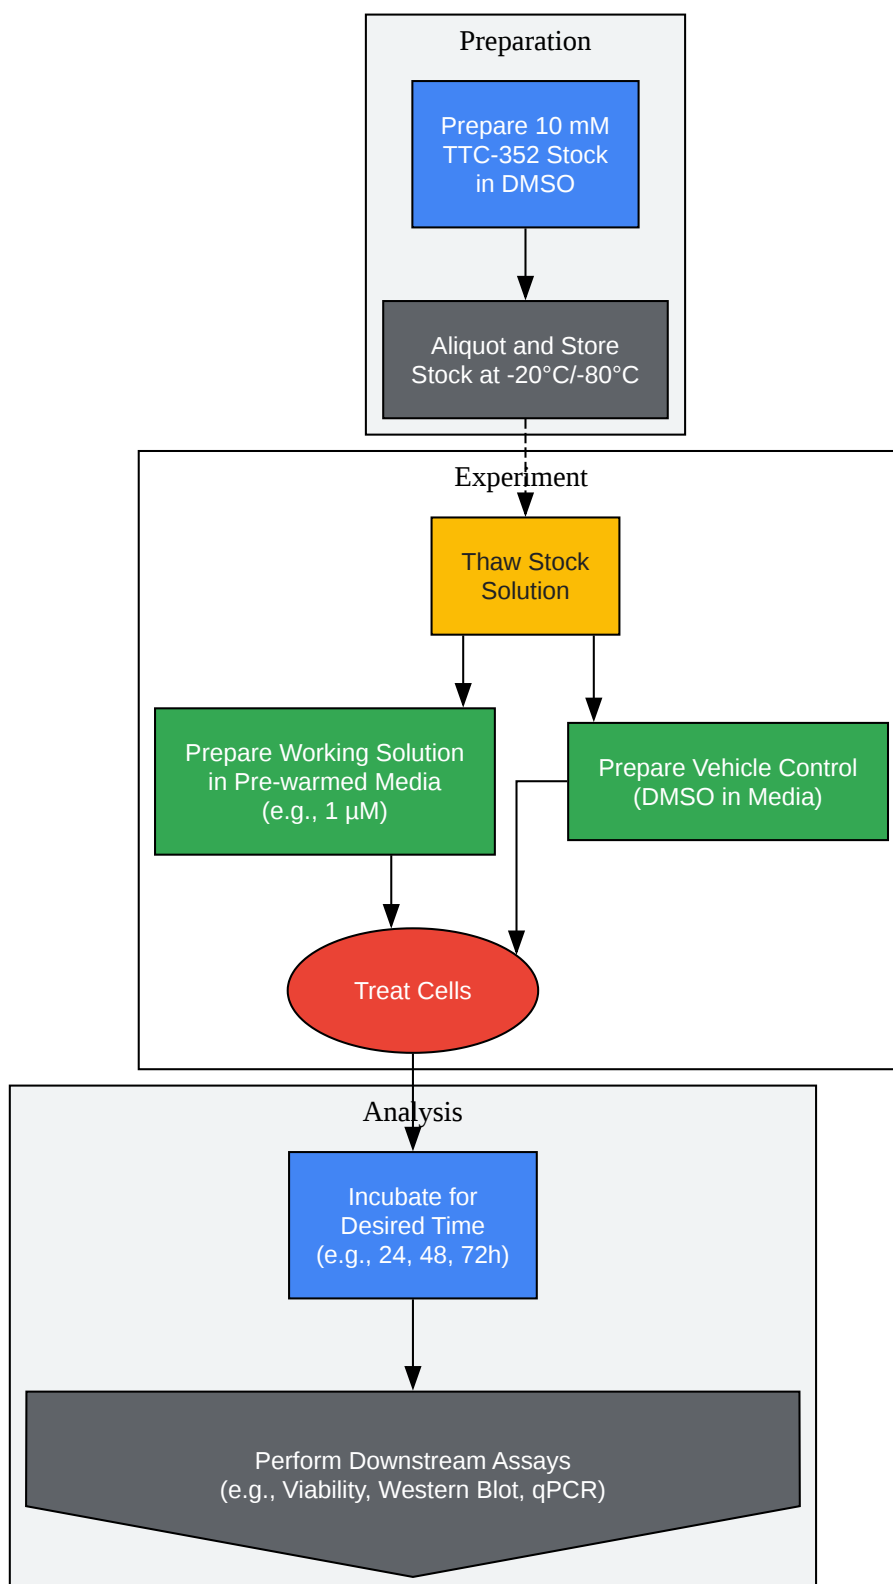 Preparation
Prepare 10 mM
TTC-352 Stock
in DMSO
Aliquot and Store
Stock at -20°C/-80°C
Experiment
Thaw Stock
Solution
Prepare Working Solution
in Pre-warmed Media
(e.g., 1 µM)
Prepare Vehicle Control
(DMSO in Media)
Treat Cells
Analysis
Incubate for
Desired Time
(e.g., 24, 48, 72h)
Perform Downstream Assays
(e.g., Viability, Western Blot, qPCR)